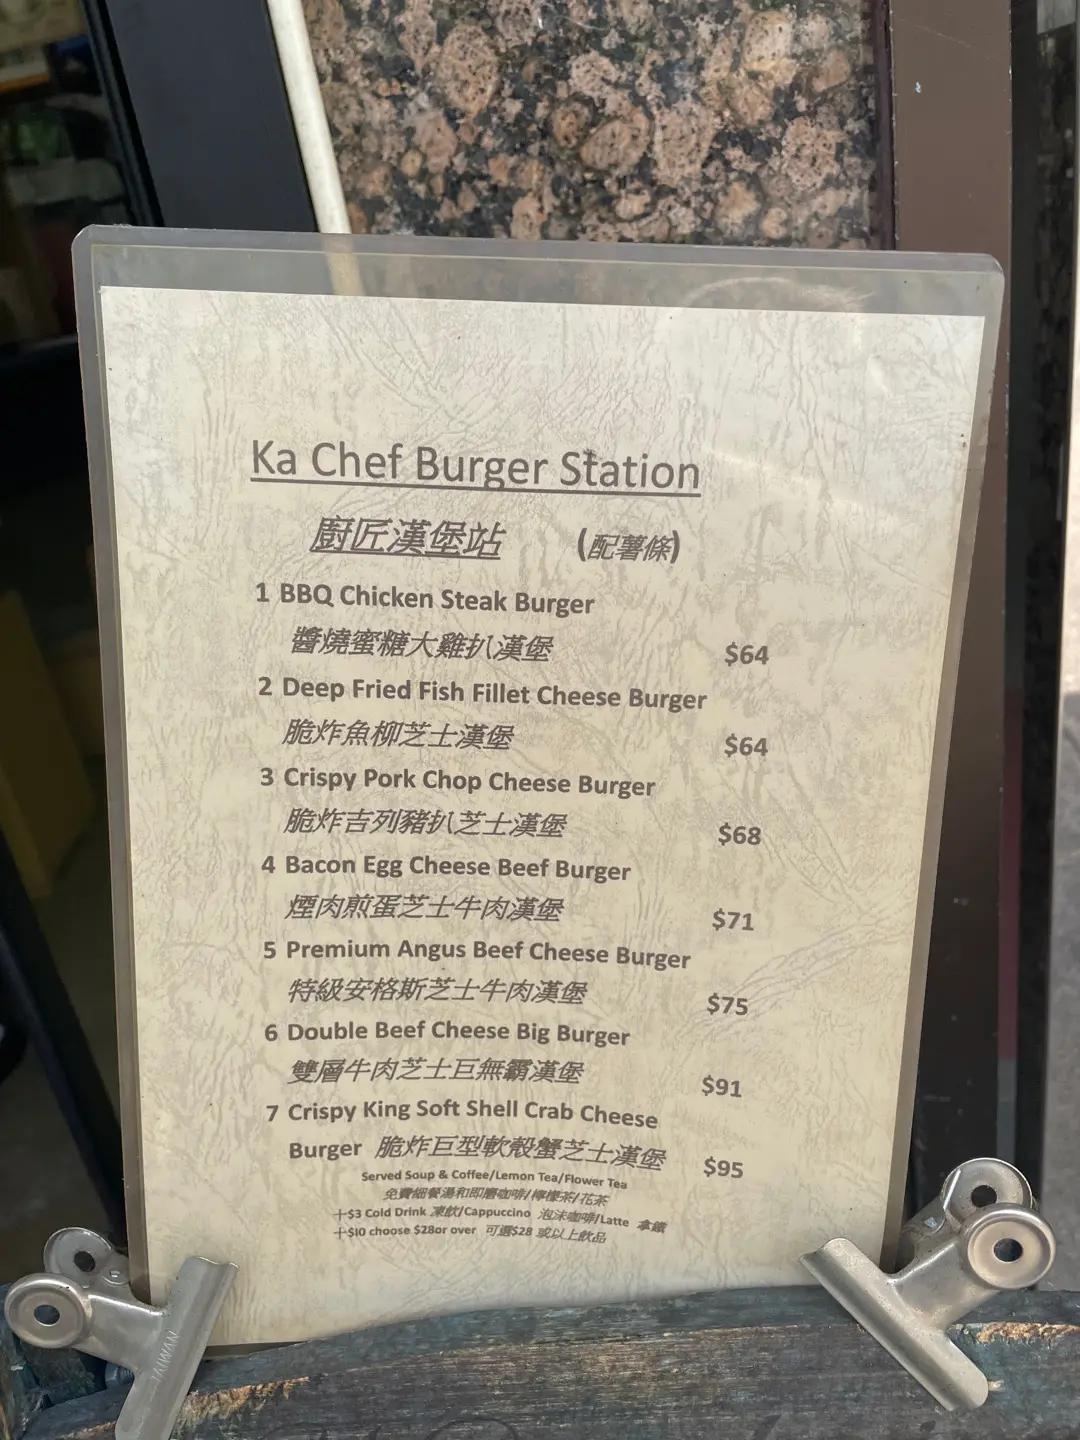 Ka Chef Burger Station
廚匠漢堡站 (配薯條)
1 BBQ Chicken Steak Burger
醬燒蜜糖大雞扒漢堡 $64
2 Deep Fried Fish Fillet Cheese Burger
脆炸魚柳芝士漢堡 $64
3 Crispy Pork Chop Cheese Burger
脆炸吉列豬扒芝士漢堡 $68
4 Bacon Egg Cheese Beef Burger
煙肉煎蛋芝士牛肉漢堡 $71
5 Premium Angus Beef Cheese Burger
特級安格斯芝士牛肉漢堡 $75
6 Double Beef Cheese Big Burger
雙層牛肉芝士巨無霸漢堡 $91
7 Crispy King Soft Shell Crab Cheese
Burger 脆炸巨型軟殼蟹芝士漢堡 $95
Served Soup & Coffee/Lemon Tea/Flower Tea
免費細餐湯和即磨咖啡/檸檬茶/花茶
+$3 Cold Drink 凍飲/Cappuccino 泡沫咖啡/Latte 拿鐵
+$10 choose $28or over 可選$28 或以上飲品
TAIWAN